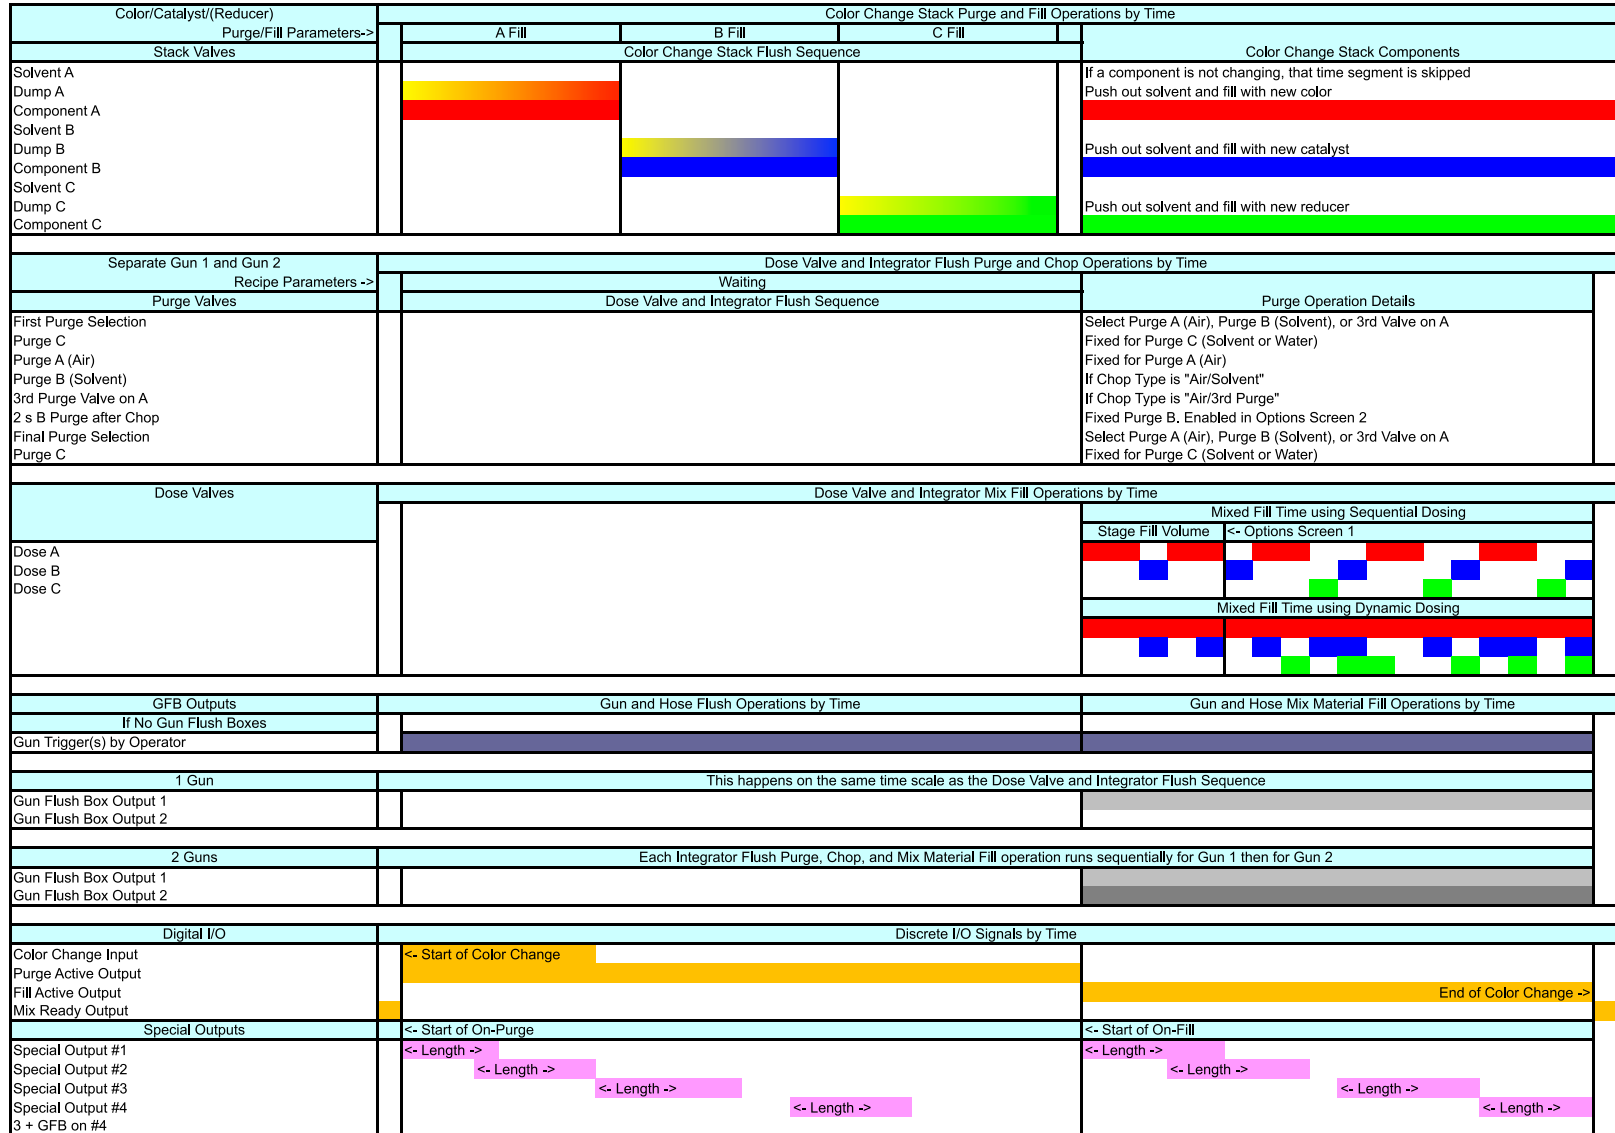 Color/Catalyst/(Reducer)
Color Change Stack Purge and Fill Operations by Time
Purge/Fill Parameters->
A Fill
B Fill
C Fill
Stack Valves
Color Change Stack Flush Sequence
Color Change Stack Components
Solvent A
If a component is not changing, that time segment is skipped
Dump A
Push out solvent and fill with new color
Component A
Solvent B
Dump B
Push out solvent and fill with new catalyst
Component B
Solvent C
Dump C
Push out solvent and fill with new reducer
Component C
Separate Gun 1 and Gun 2
Dose Valve and Integrator Flush Purge and Chop Operations by Time
Recipe Parameters ->
Waiting
Purge Valves
Dose Valve and Integrator Flush Sequence
Purge Operation Details
First Purge Selection
Select Purge A (Air), Purge B (Solvent), or 3rd Valve on A
Purge C
Fixed for Purge C (Solvent or Water)
Purge A (Air)
Fixed for Purge A (Air)
Purge B (Solvent)
If Chop Type is "Air/Solvent"
3rd Purge Valve on A
If Chop Type is "Air/3rd Purge"
2 s B Purge after Chop
Fixed Purge B. Enabled in Options Screen 2
Final Purge Selection
Select Purge A (Air), Purge B (Solvent), or 3rd Valve on A
Purge C
Fixed for Purge C (Solvent or Water)
Dose Valves
Dose Valve and Integrator Mix Fill Operations by Time
Mixed Fill Time using Sequential Dosing
Stage Fill Volume
<- Options Screen 1
Dose A
Dose B
Dose C
Mixed Fill Time using Dynamic Dosing
GFB Outputs
Gun and Hose Flush Operations by Time
Gun and Hose Mix Material Fill Operations by Time
If No Gun Flush Boxes
Gun Trigger(s) by Operator
1 Gun
This happens on the same time scale as the Dose Valve and Integrator Flush Sequence
Gun Flush Box Output 1
Gun Flush Box Output 2
2 Guns
Each Integrator Flush Purge, Chop, and Mix Material Fill operation runs sequentially for Gun 1 then for Gun 2
Gun Flush Box Output 1
Gun Flush Box Output 2
Digital I/O
Discrete I/O Signals by Time
Color Change Input
<- Start of Color Change
Purge Active Output
Fill Active Output
End of Color Change ->
Mix Ready Output
Special Outputs
<- Start of On-Purge
<- Start of On-Fill
Special Output #1
<- Length ->
<- Length ->
Special Output #2
<- Length ->
<- Length ->
Special Output #3
<- Length ->
<- Length ->
Special Output #4
<- Length ->
<- Length ->
3 + GFB on #4